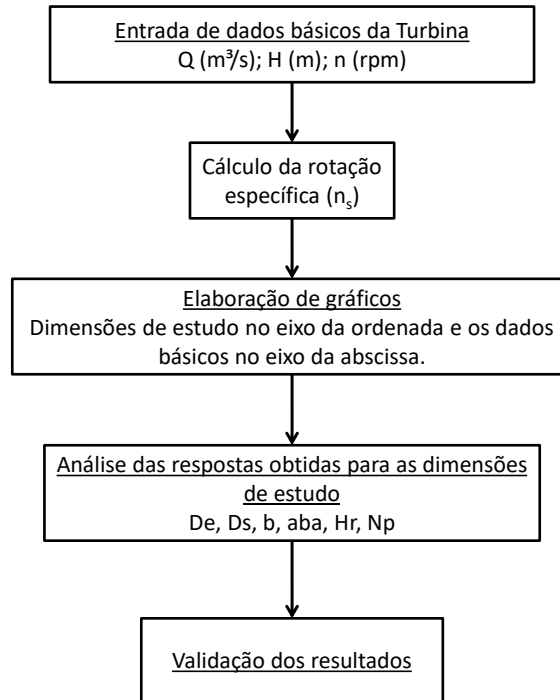 Entrada de dados básicos da Turbina
Q (m³/s); H (m); n (rpm)
Cálculo da rotação
específica (nₛ)
Elaboração de gráficos
Dimensões de estudo no eixo da ordenada e os dados
básicos no eixo da abscissa.
Análise das respostas obtidas para as dimensões
de estudo
De, Ds, b, aba, Hr, Np
Validação dos resultados